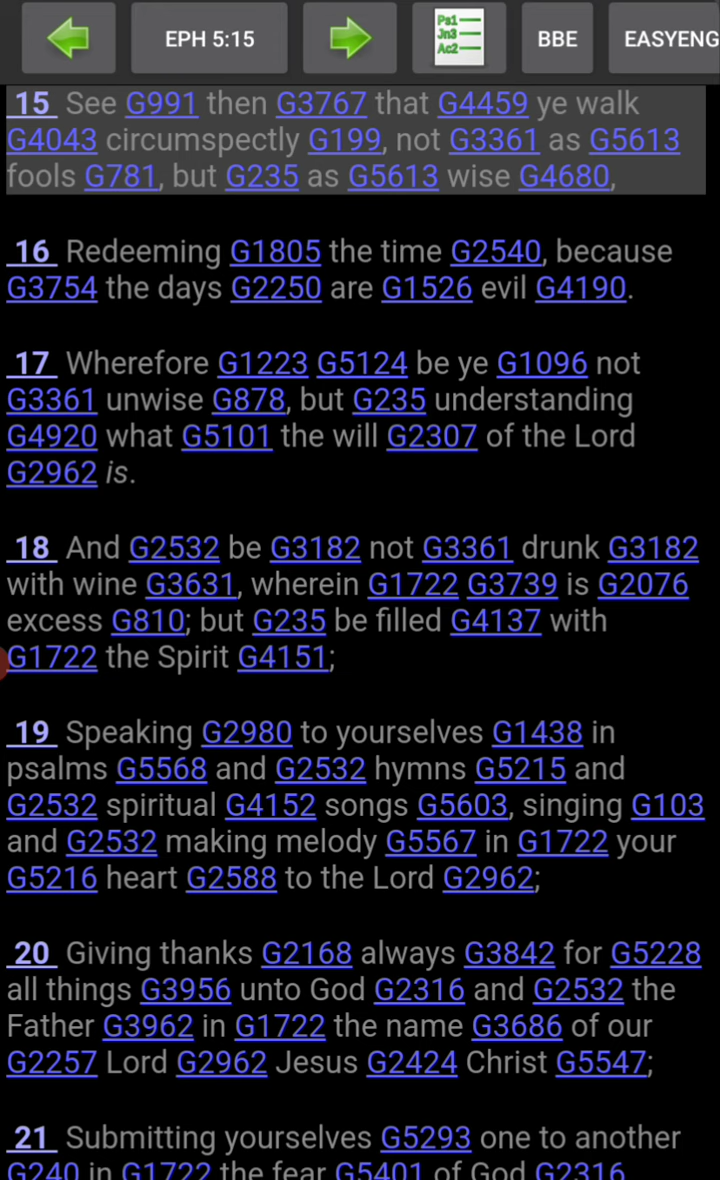 EPH 5:15
Ps1
Jn3
Ac2
BBE
EASYENG
15 See G991 then G3767 that G4459 ye walk
G4043 circumspectly G199, not G3361 as G5613
fools G781, but G235 as G5613 wise G4680,
16 Redeeming G1805 the time G2540, because
G3754 the days G2250 are G1526 evil G4190.
17 Wherefore G1223 G5124 be ye G1096 not
G3361 unwise G878, but G235 understanding
G4920 what G5101 the will G2307 of the Lord
G2962 is.
18 And G2532 be G3182 not G3361 drunk G3182
with wine G3631, wherein G1722 G3739 is G2076
excess G810; but G235 be filled G4137 with
G1722 the Spirit G4151;
19 Speaking G2980 to yourselves G1438 in
psalms G5568 and G2532 hymns G5215 and
G2532 spiritual G4152 songs G5603, singing G103
and G2532 making melody G5567 in G1722 your
G5216 heart G2588 to the Lord G2962;
20 Giving thanks G2168 always G3842 for G5228
all things G3956 unto God G2316 and G2532 the
Father G3962 in G1722 the name G3686 of our
G2257 Lord G2962 Jesus G2424 Christ G5547;
21 Submitting yourselves G5293 one to another
G240 in G1722 the fear G5401 of God G2316